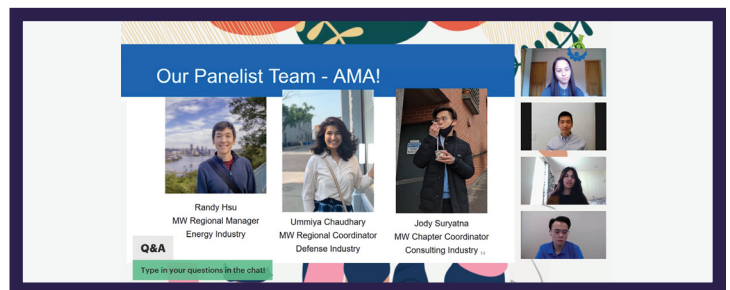 Our Panelist Team - AMA!
Randy Hsu
MW Regional Manager
Energy Industry
Ummiya Chaudhary
MW Regional Coordinator
Defense Industry
Jody Suryatna
MW Chapter Coordinator
Consulting Industry
14
Q&A
Type in your questions in the chat!